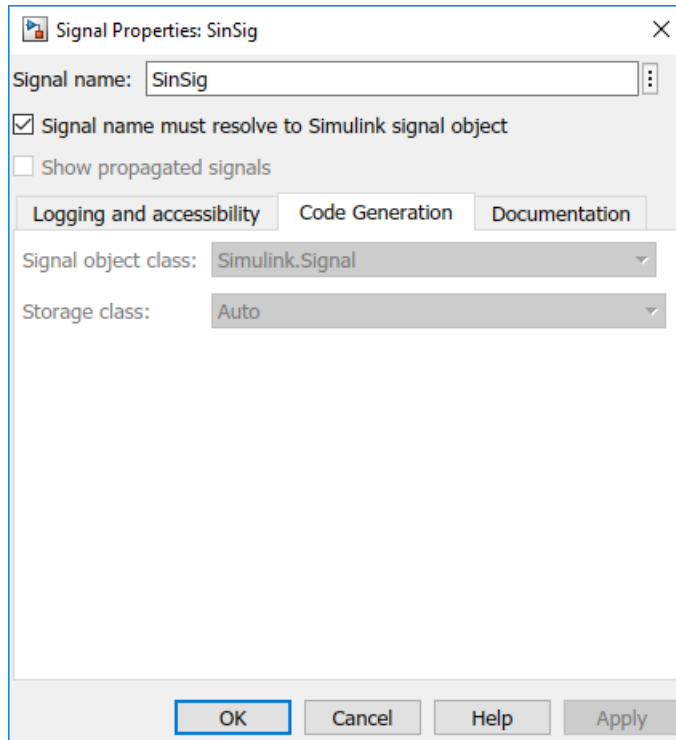 Signal Properties: SinSig
Signal name: SinSig
Signal name must resolve to Simulink signal object
Show propagated signals
Logging and accessibility Code Generation Documentation
Signal object class: Simulink.Signal
Storage class: Auto
OK Cancel Help Apply